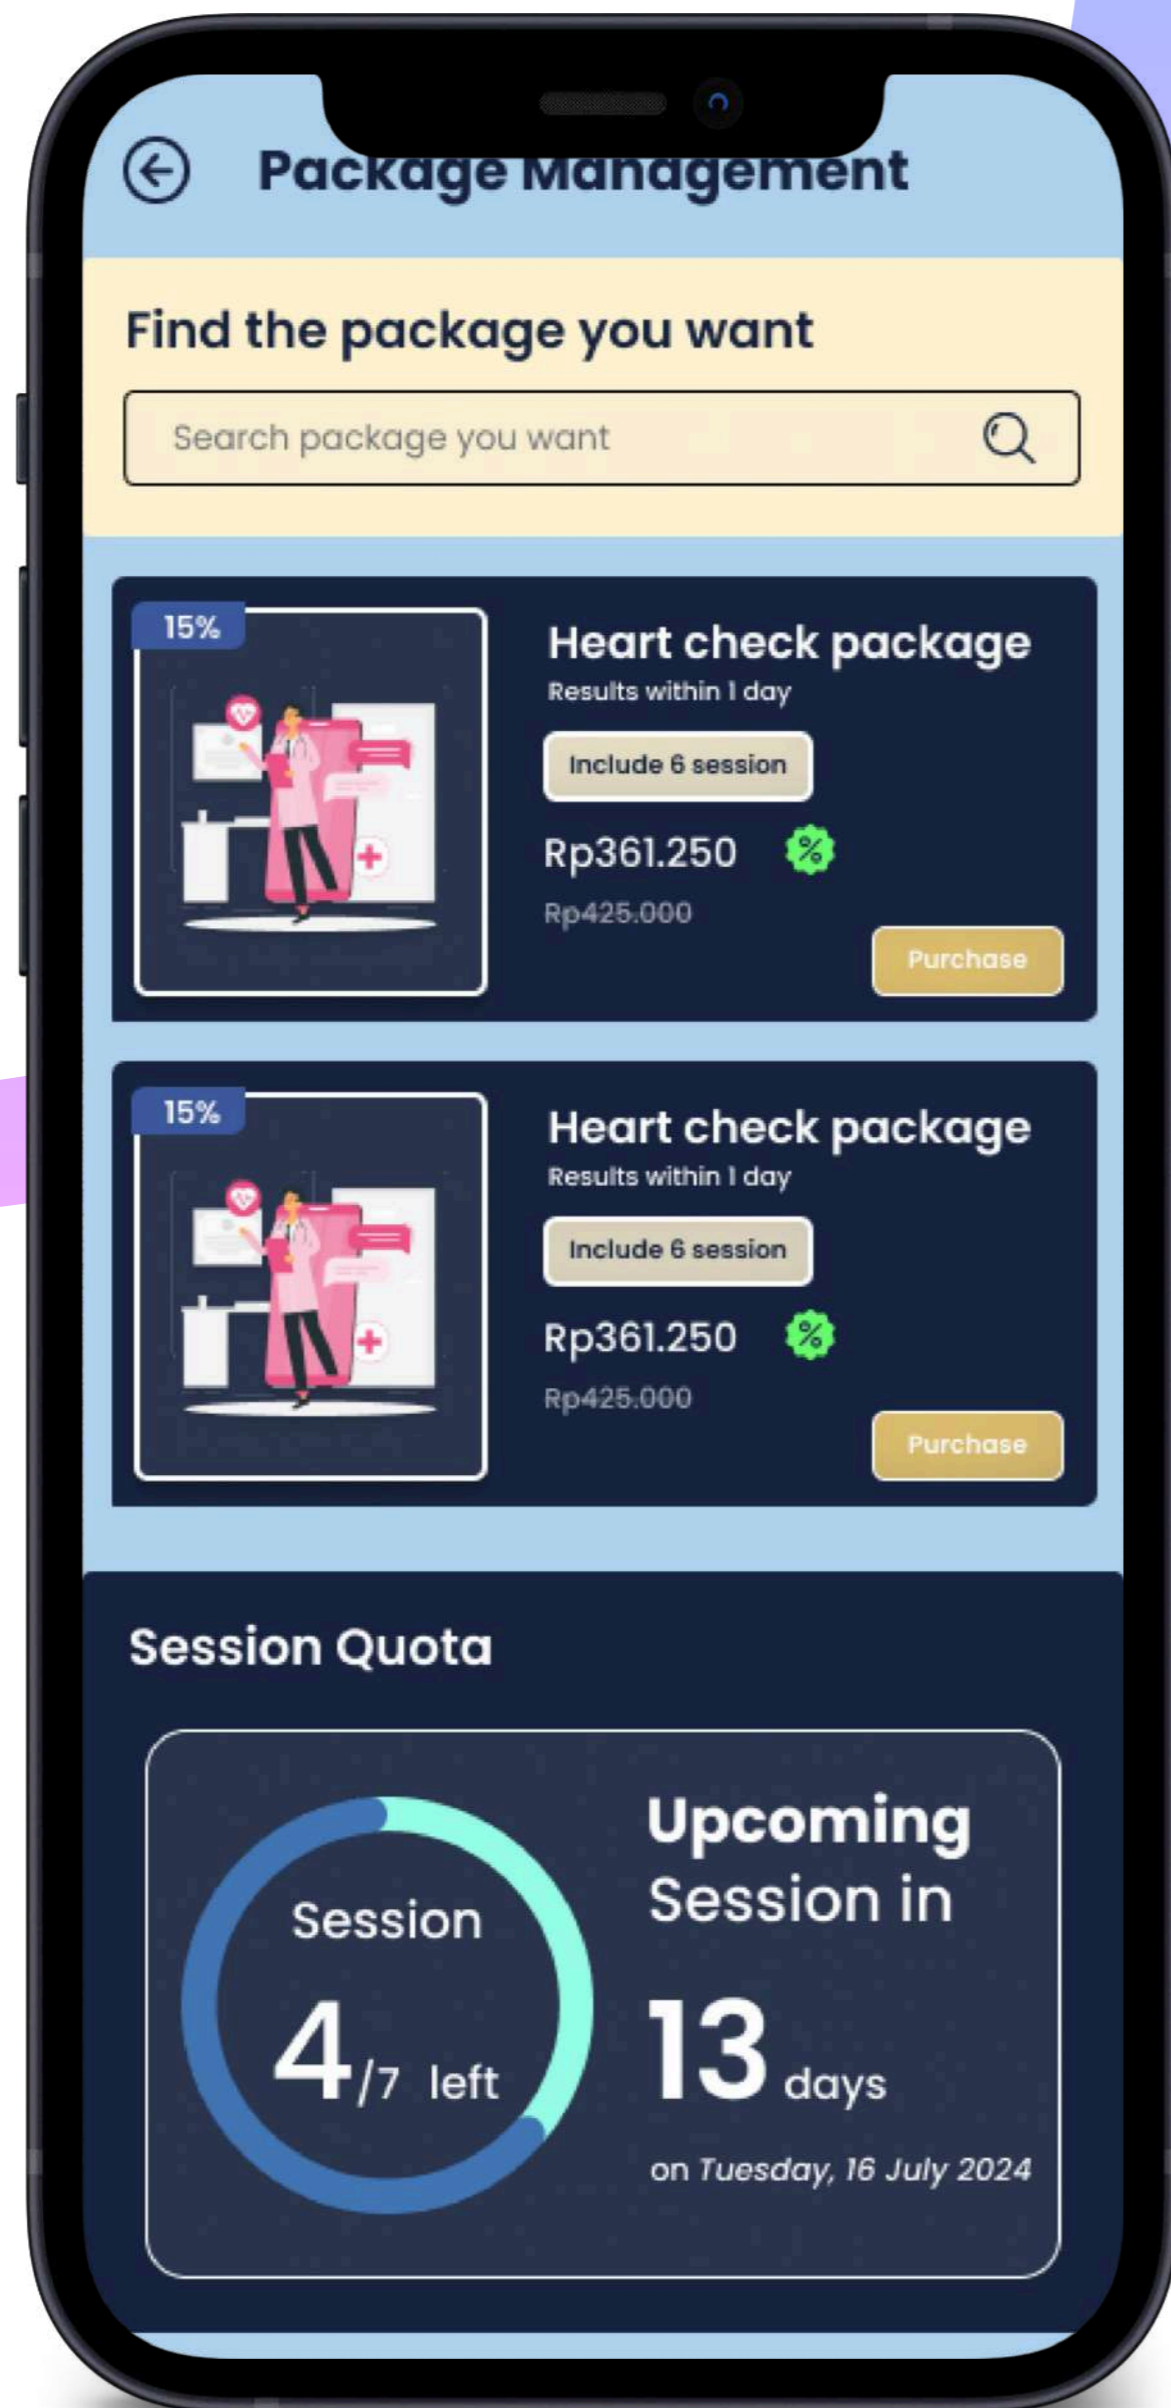 Package Management
Find the package you want
Search package you want
15%
Heart check package
Results within 1 day
Include 6 session
Rp361.250
%
Rp425.000
Purchase
15%
Heart check package
Results within 1 day
Include 6 session
Rp361.250
%
Rp425.000
Purchase
Session Quota
Session
4/7 left
Upcoming
Session in
13 days
on Tuesday, 16 July 2024